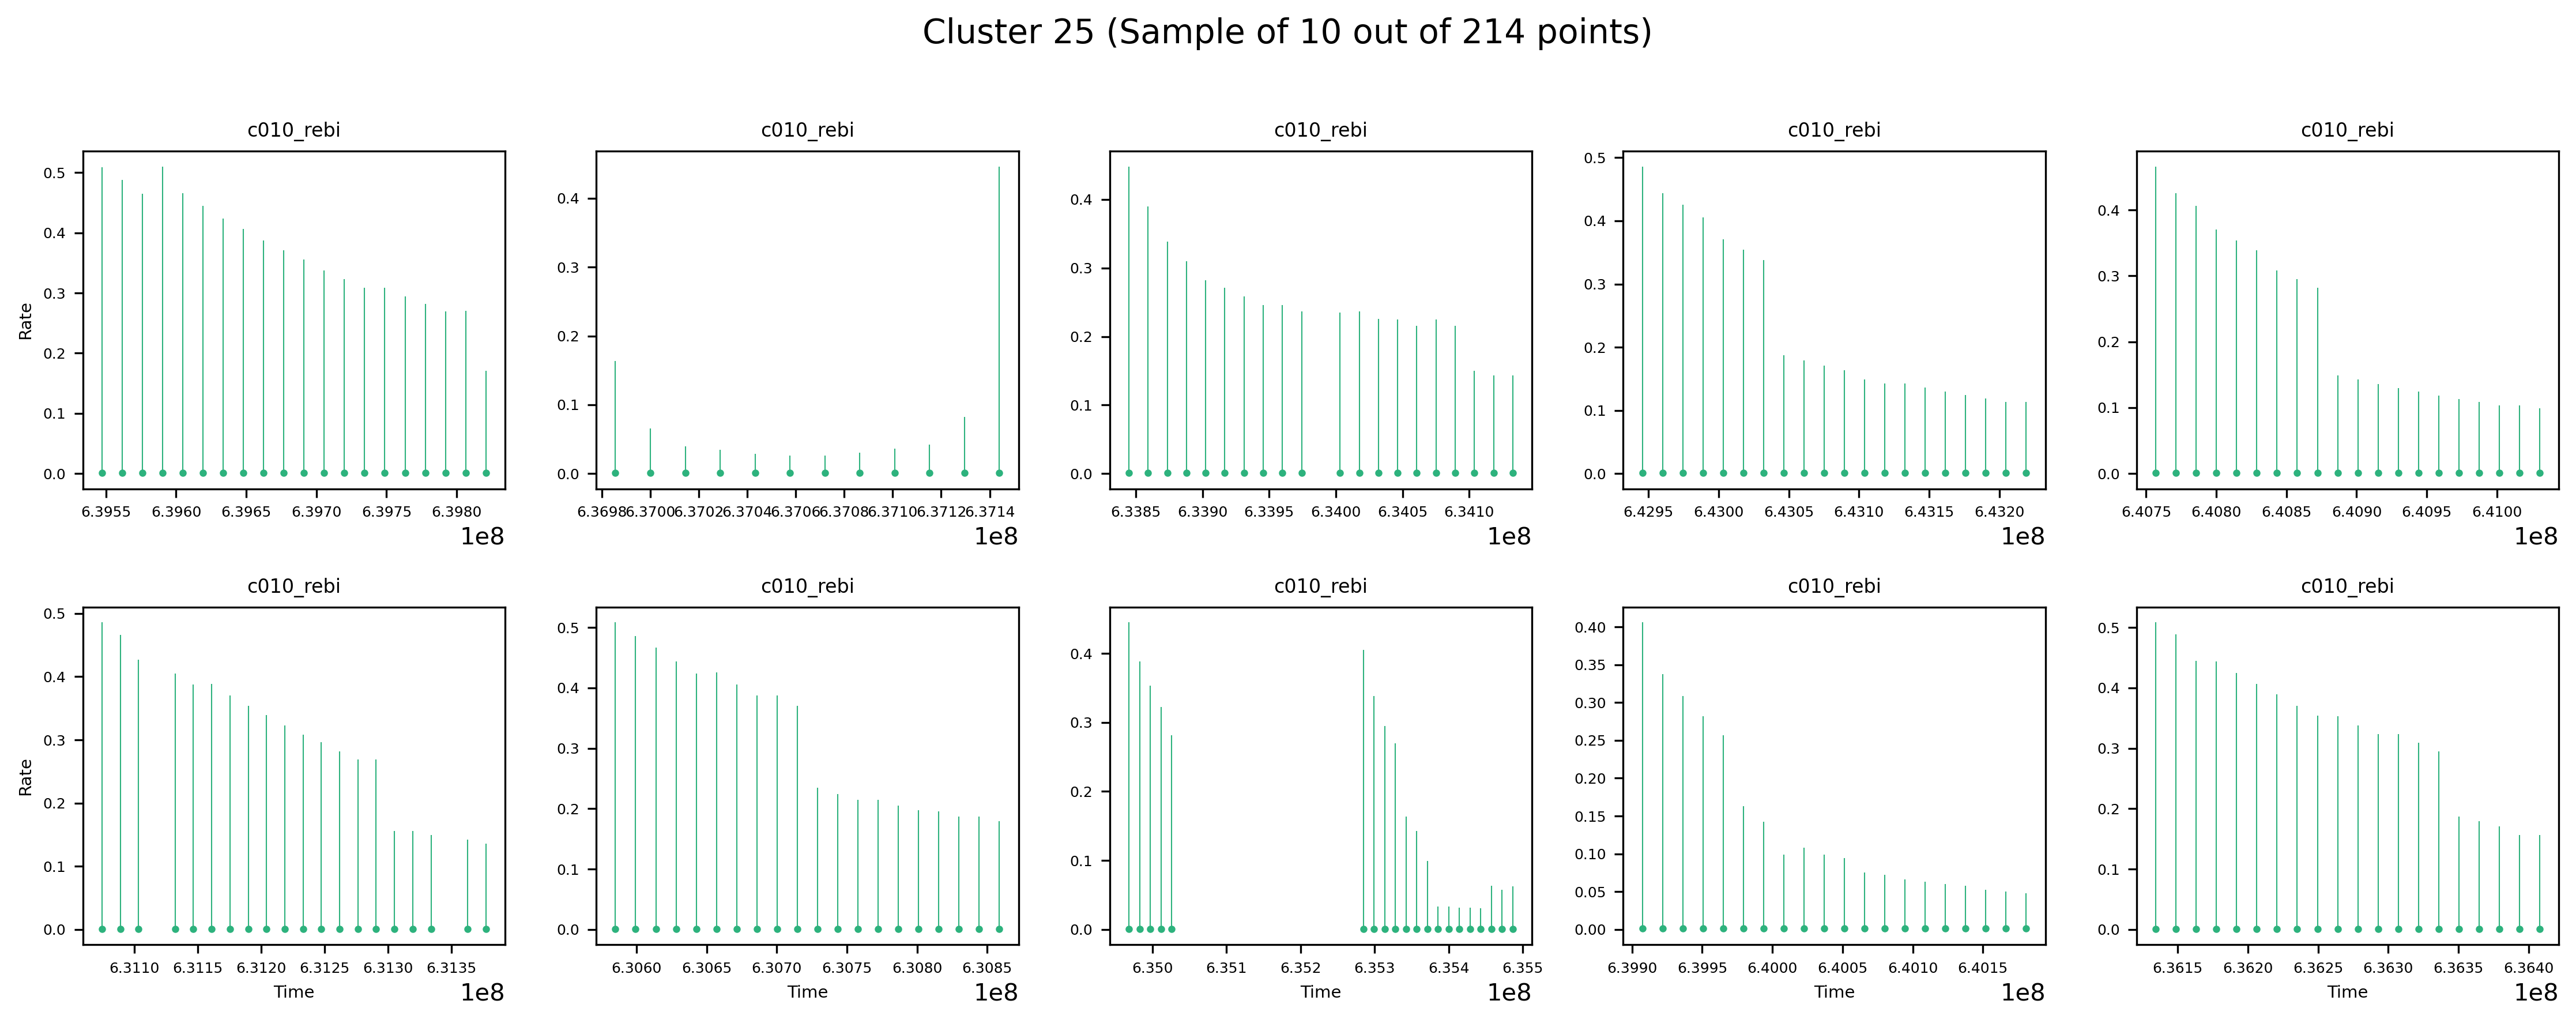 Cluster 25 (Sample of 10 out of 214 points)
c010_rebi c010_rebi c010_rebi c010_rebi c010_rebi
Rate
0.5 0.4 0.3 0.2 0.1 0.0
6.3955 6.3960 6.3965 6.3970 6.3975 6.3980
1e8
0.4 0.3 0.2 0.1 0.0
6.3698 6.3700 6.3702 6.3704 6.3706 6.3708 6.3710 6.3712 6.3714
1e8
0.4 0.3 0.2 0.1 0.0
6.3385 6.3390 6.3395 6.3400 6.3405 6.3410
1e8
0.5 0.4 0.3 0.2 0.1 0.0
6.4295 6.4300 6.4305 6.4310 6.4315 6.4320
1e8
0.4 0.3 0.2 0.1 0.0
6.4075 6.4080 6.4085 6.4090 6.4095 6.4100
1e8
c010_rebi c010_rebi c010_rebi c010_rebi c010_rebi
Rate
0.5 0.4 0.3 0.2 0.1 0.0
6.3110 6.3115 6.3120 6.3125 6.3130 6.3135
Time 1e8
0.5 0.4 0.3 0.2 0.1 0.0
6.3060 6.3065 6.3070 6.3075 6.3080 6.3085
Time 1e8
0.4 0.3 0.2 0.1 0.0
6.350 6.351 6.352 6.353 6.354 6.355
Time 1e8
0.40 0.35 0.30 0.25 0.20 0.15 0.10 0.05 0.00
6.3990 6.3995 6.4000 6.4005 6.4010 6.4015
Time 1e8
0.5 0.4 0.3 0.2 0.1 0.0
6.3615 6.3620 6.3625 6.3630 6.3635 6.3640
Time 1e8